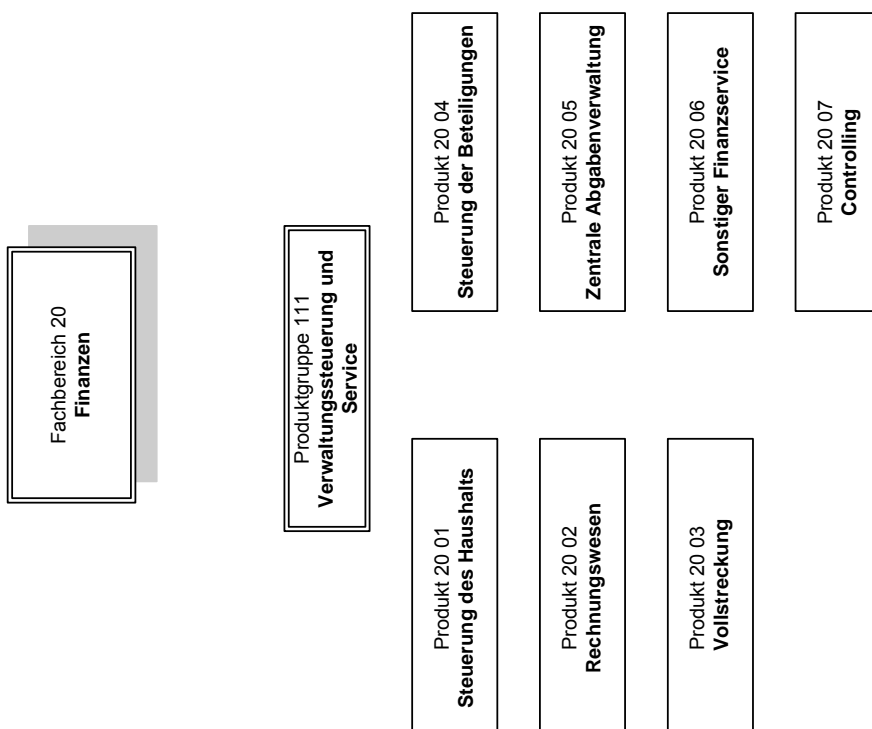 Fachbereich 20
Finanzen
Produktgruppe 111
Verwaltungssteuerung und
Service
Produkt 20 01
Steuerung des Haushalts
Produkt 20 02
Rechnungswesen
Produkt 20 03
Vollstreckung
Produkt 20 04
Steuerung der Beteiligungen
Produkt 20 05
Zentrale Abgabenverwaltung
Produkt 20 06
Sonstiger Finanzservice
Produkt 20 07
Controlling